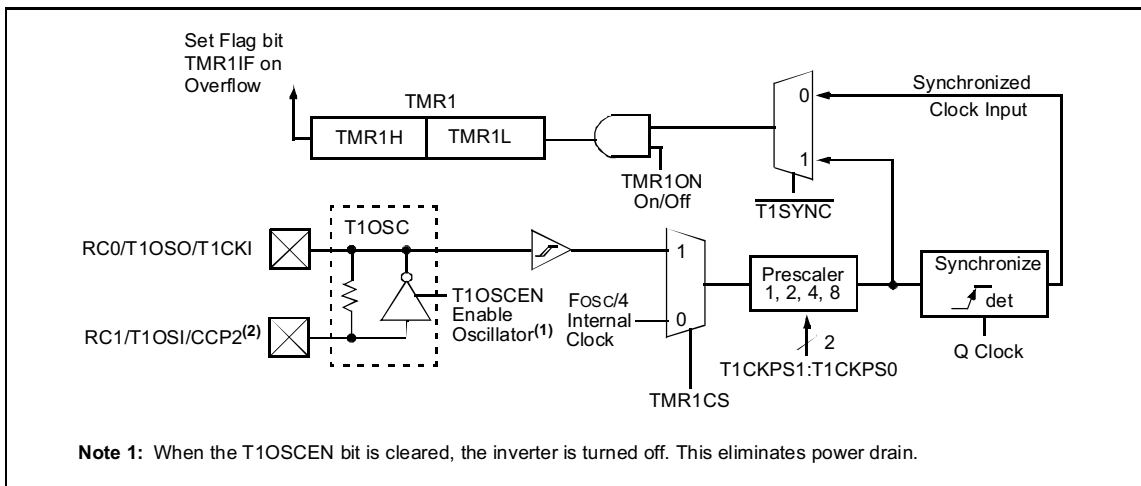 Set Flag bit
TMR1IF on
Overflow
TMR1
TMR1H
TMR1L
TMR1ON
On/Off
0
1
T1SYNC
Synchronized
Clock Input
RC0/T1OSO/T1CKI
T1OSC
RC1/T1OSI/CCP2(2)
T1OSCEN
Enable
Oscillator(1)
FOSC/4
Internal
Clock
1
0
TMR1CS
Prescaler
1, 2, 4, 8
2
T1CKPS1:T1CKPS0
Synchronize
det
Q Clock
Note 1: When the T1OSCEN bit is cleared, the inverter is turned off. This eliminates power drain.